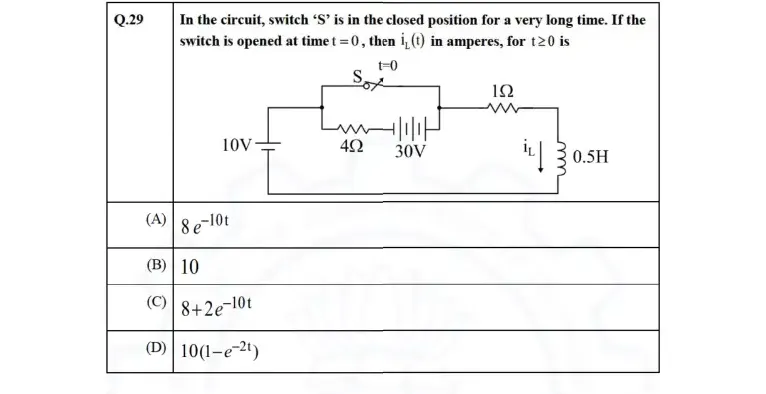 Q.29 In the circuit, switch ‘S’ is in the closed position for a very long time. If the
switch is opened at time t = 0, then i_L(t) in amperes, for t ≥ 0 is
t=0
S
1Ω
10V
4Ω
30V
i_L
0.5H
(A) 8 e^{−10t}
(B) 10
(C) 8+2e^{−10t}
(D) 10(1−e^{−2t})